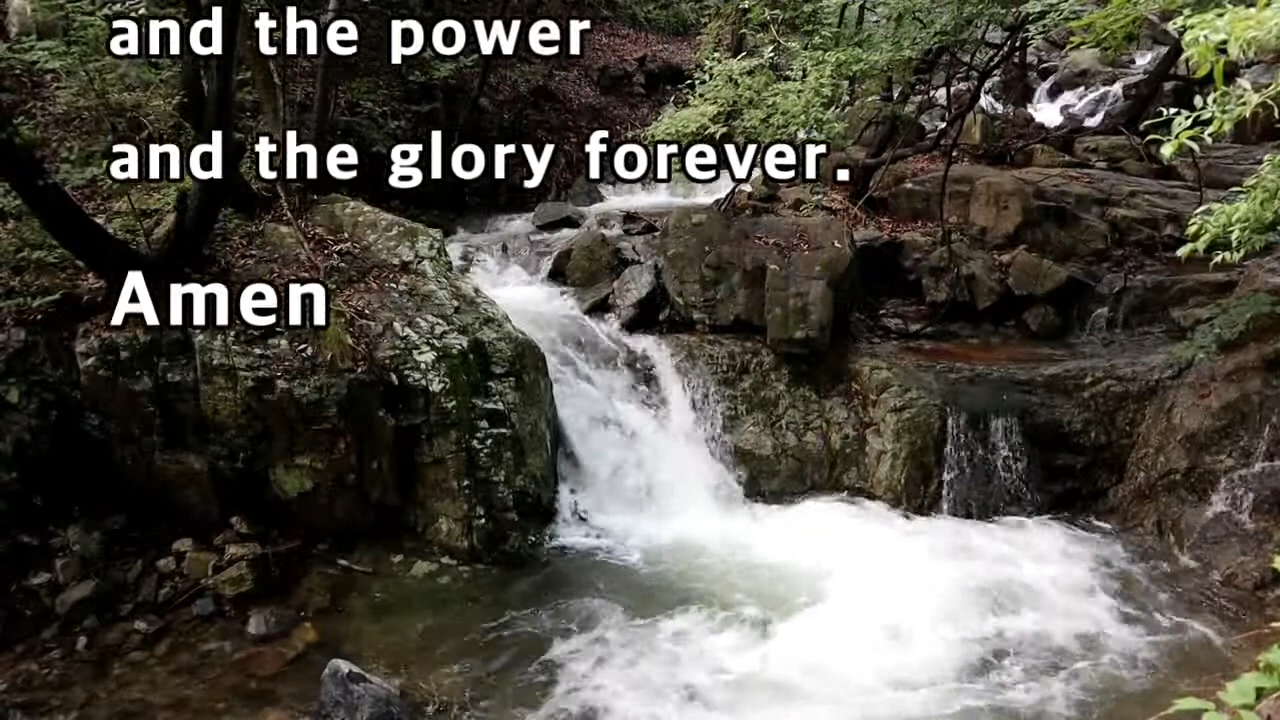 and the power
and the glory forever.
Amen